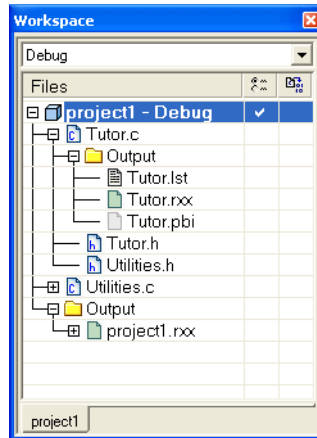 Workspace
Debug
Files
project1 - Debug
Tutor.c
Output
Tutor.lst
Tutor.rxx
Tutor.pbi
Tutor.h
Utilities.h
Utilities.c
Output
project1.rxx
project1